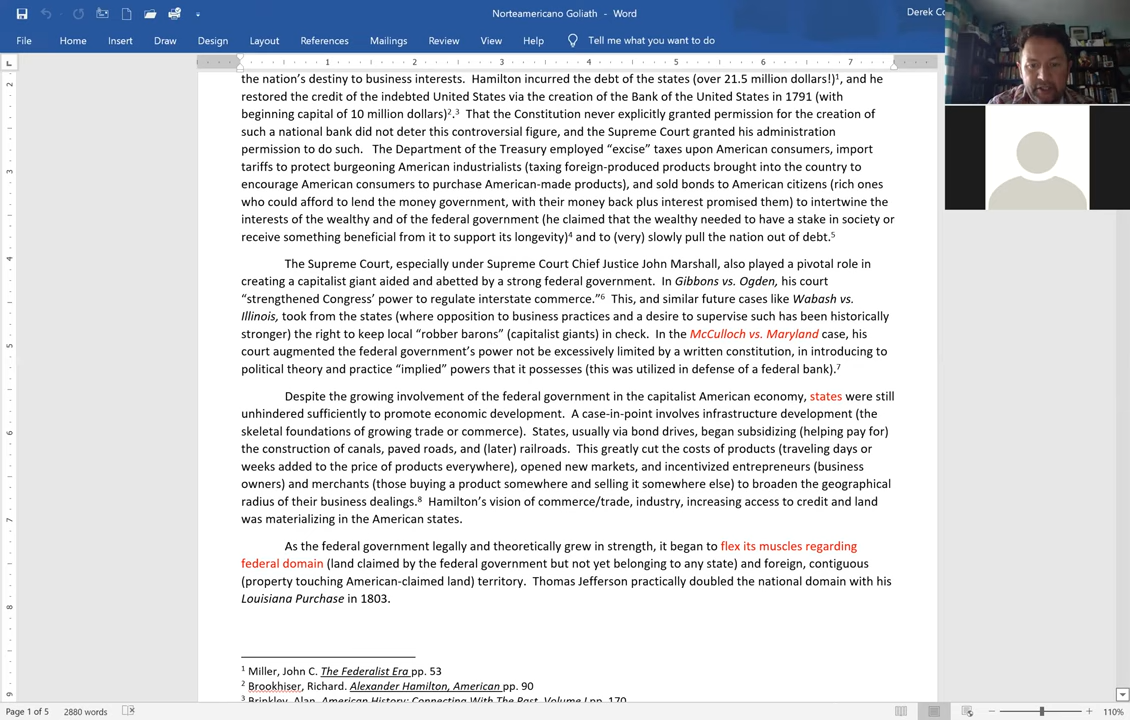 Norteamericano Goliath - Word
Derek Co
File Home Insert Draw Design Layout References Mailings Review View Help Tell me what you want to do
1 2 3 4 5 6 7
the nation's destiny to business interests. Hamilton incurred the debt of the states (over 21.5 million dollars!)¹, and he
restored the credit of the indebted United States via the creation of the Bank of the United States in 1791 (with
beginning capital of 10 million dollars)².³ That the Constitution never explicitly granted permission for the creation of
such a national bank did not deter this controversial figure, and the Supreme Court granted his administration
permission to do such. The Department of the Treasury employed “excise” taxes upon American consumers, import
tariffs to protect burgeoning American industrialists (taxing foreign-produced products brought into the country to
encourage American consumers to purchase American-made products), and sold bonds to American citizens (rich ones
who could afford to lend the money government, with their money back plus interest promised them) to intertwine the
interests of the wealthy and of the federal government (he claimed that the wealthy needed to have a stake in society or
receive something beneficial from it to support its longevity)⁴ and to (very) slowly pull the nation out of debt.⁵
The Supreme Court, especially under Supreme Court Chief Justice John Marshall, also played a pivotal role in
creating a capitalist giant aided and abetted by a strong federal government. In Gibbons vs. Ogden, his court
“strengthened Congress’ power to regulate interstate commerce.”⁶ This, and similar future cases like Wabash vs.
Illinois, took from the states (where opposition to business practices and a desire to supervise such has been historically
stronger) the right to keep local “robber barons” (capitalist giants) in check. In the McCulloch vs. Maryland case, his
court augmented the federal government’s power not be excessively limited by a written constitution, in introducing to
political theory and practice “implied” powers that it possesses (this was utilized in defense of a federal bank).⁷
Despite the growing involvement of the federal government in the capitalist American economy, states were still
unhindered sufficiently to promote economic development. A case-in-point involves infrastructure development (the
skeletal foundations of growing trade or commerce). States, usually via bond drives, began subsidizing (helping pay for)
the construction of canals, paved roads, and (later) railroads. This greatly cut the costs of products (traveling days or
weeks added to the price of products everywhere), opened new markets, and incentivized entrepreneurs (business
owners) and merchants (those buying a product somewhere and selling it somewhere else) to broaden the geographical
radius of their business dealings.⁸ Hamilton’s vision of commerce/trade, industry, increasing access to credit and land
was materializing in the American states.
As the federal government legally and theoretically grew in strength, it began to flex its muscles regarding
federal domain (land claimed by the federal government but not yet belonging to any state) and foreign, contiguous
(property touching American-claimed land) territory. Thomas Jefferson practically doubled the national domain with his
Louisiana Purchase in 1803.
¹ Miller, John C. The Federalist Era pp. 53
² Brookhiser, Richard. Alexander Hamilton, American pp. 90
³ Brinkley, Alan. American History: Connecting With The Past, Volume I pp. 170
Page 1 of 5 2880 words 110%